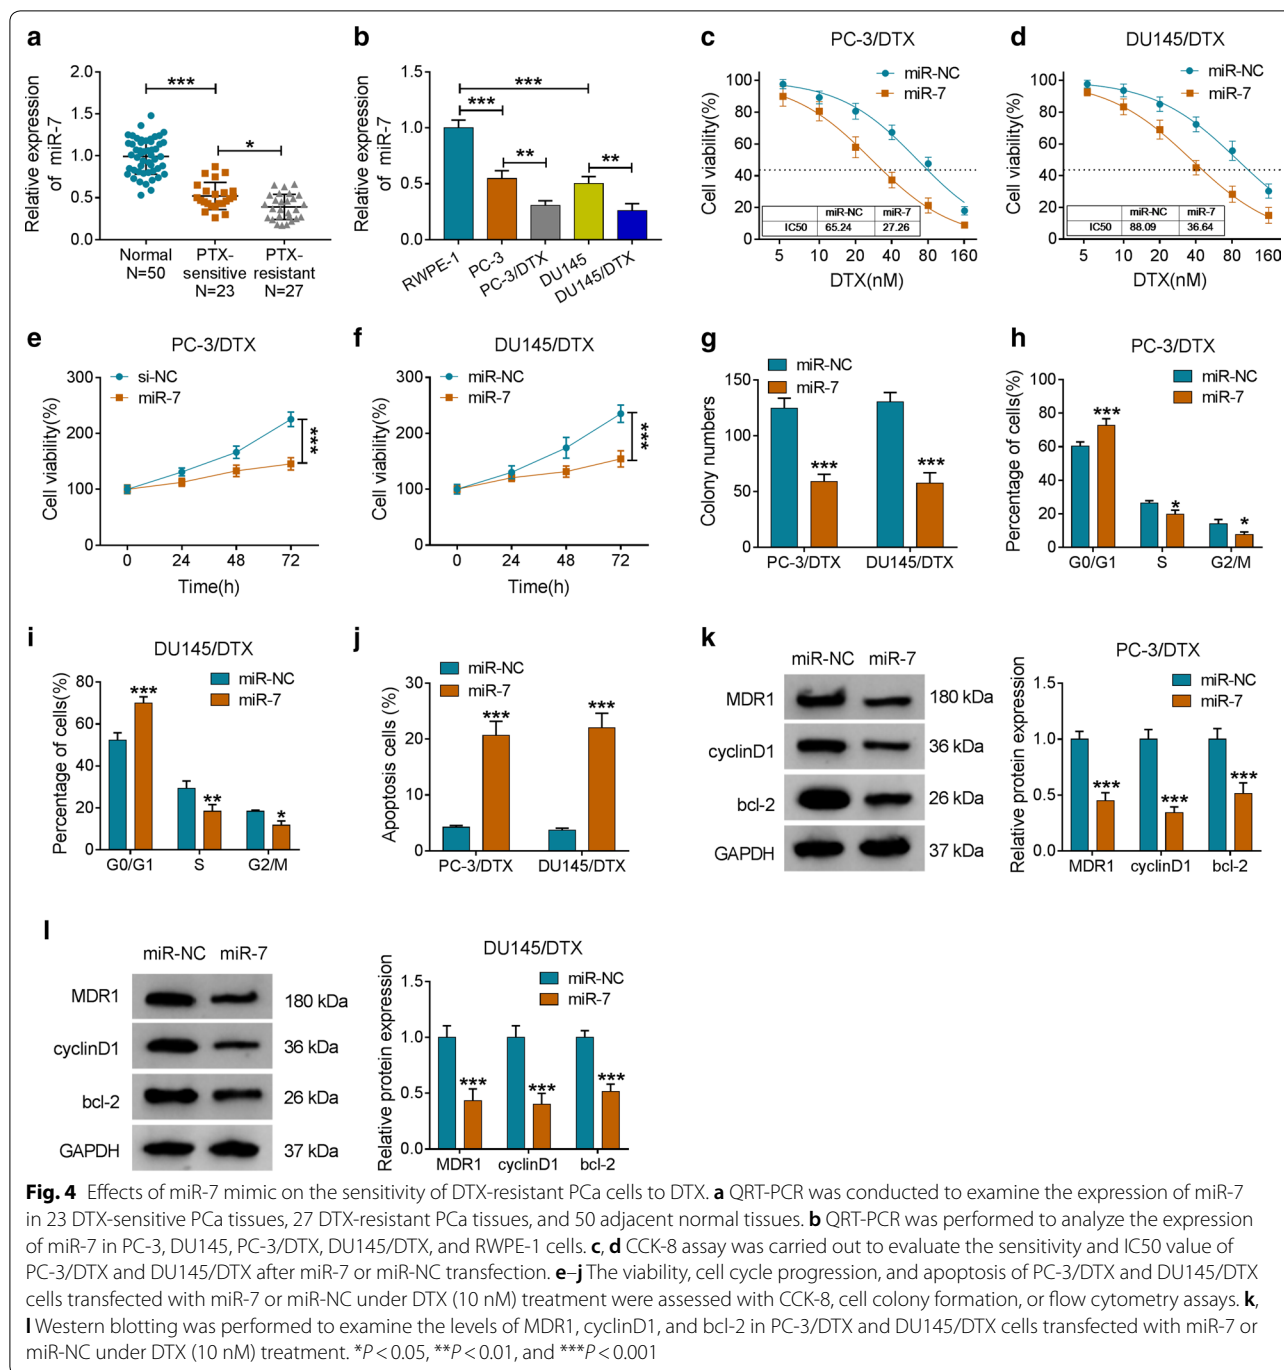 a
Relative expression
of miR-7
2.0
1.5
1.0
0.5
0.0
***
*
Normal
N=50
PTX-
sensitive
N=23
PTX-
resistant
N=27
b
Relative expression
of miR-7
1.5
1.0
0.5
0.0
***
***
**
**
RWPE-1
PC-3
PC-3/DTX
DU145
DU145/DTX
c
PC-3/DTX
miR-NC
miR-7
Cell viability(%)
100
80
60
40
20
0
miR-NC miR-7
IC50 65.24 27.26
5 10 20 40 80 160
DTX(nM)
d
DU145/DTX
miR-NC
miR-7
Cell viability(%)
100
80
60
40
20
0
miR-NC miR-7
IC50 88.09 36.64
5 10 20 40 80 160
DTX(nM)
e
PC-3/DTX
si-NC
miR-7
Cell viability(%)
300
200
100
0
***
0 24 48 72
Time(h)
f
DU145/DTX
miR-NC
miR-7
Cell viability(%)
300
200
100
0
***
0 24 48 72
Time(h)
g
miR-NC
miR-7
Colony numbers
150
100
50
0
***
***
PC-3/DTX DU145/DTX
h
PC-3/DTX
miR-NC
miR-7
Percentage of cells(%)
100
80
60
40
20
0
***
*
*
G0/G1 S G2/M
i
DU145/DTX
miR-NC
miR-7
Percentage of cells(%)
80
60
40
20
0
***
**
*
G0/G1 S G2/M
j
miR-NC
miR-7
Apoptosis cells (%)
30
20
10
0
***
***
PC-3/DTX DU145/DTX
k
miR-NC miR-7
MDR1 180 kDa
cyclinD1 36 kDa
bcl-2 26 kDa
GAPDH 37 kDa
PC-3/DTX
miR-NC
miR-7
Relative protein expression
1.5
1.0
0.5
0.0
***
***
***
MDR1 cyclinD1 bcl-2
l
miR-NC miR-7
MDR1 180 kDa
cyclinD1 36 kDa
bcl-2 26 kDa
GAPDH 37 kDa
DU145/DTX
miR-NC
miR-7
Relative protein expression
1.5
1.0
0.5
0.0
***
***
***
MDR1 cyclinD1 bcl-2
Fig. 4 Effects of miR-7 mimic on the sensitivity of DTX-resistant PCa cells to DTX. a QRT-PCR was conducted to examine the expression of miR-7
in 23 DTX-sensitive PCa tissues, 27 DTX-resistant PCa tissues, and 50 adjacent normal tissues. b QRT-PCR was performed to analyze the expression
of miR-7 in PC-3, DU145, PC-3/DTX, DU145/DTX, and RWPE-1 cells. c, d CCK-8 assay was carried out to evaluate the sensitivity and IC50 value of
PC-3/DTX and DU145/DTX after miR-7 or miR-NC transfection. e–j The viability, cell cycle progression, and apoptosis of PC-3/DTX and DU145/DTX
cells transfected with miR-7 or miR-NC under DTX (10 nM) treatment were assessed with CCK-8, cell colony formation, or flow cytometry assays. k,
l Western blotting was performed to examine the levels of MDR1, cyclinD1, and bcl-2 in PC-3/DTX and DU145/DTX cells transfected with miR-7 or
miR-NC under DTX (10 nM) treatment. *P < 0.05, **P < 0.01, and ***P < 0.001